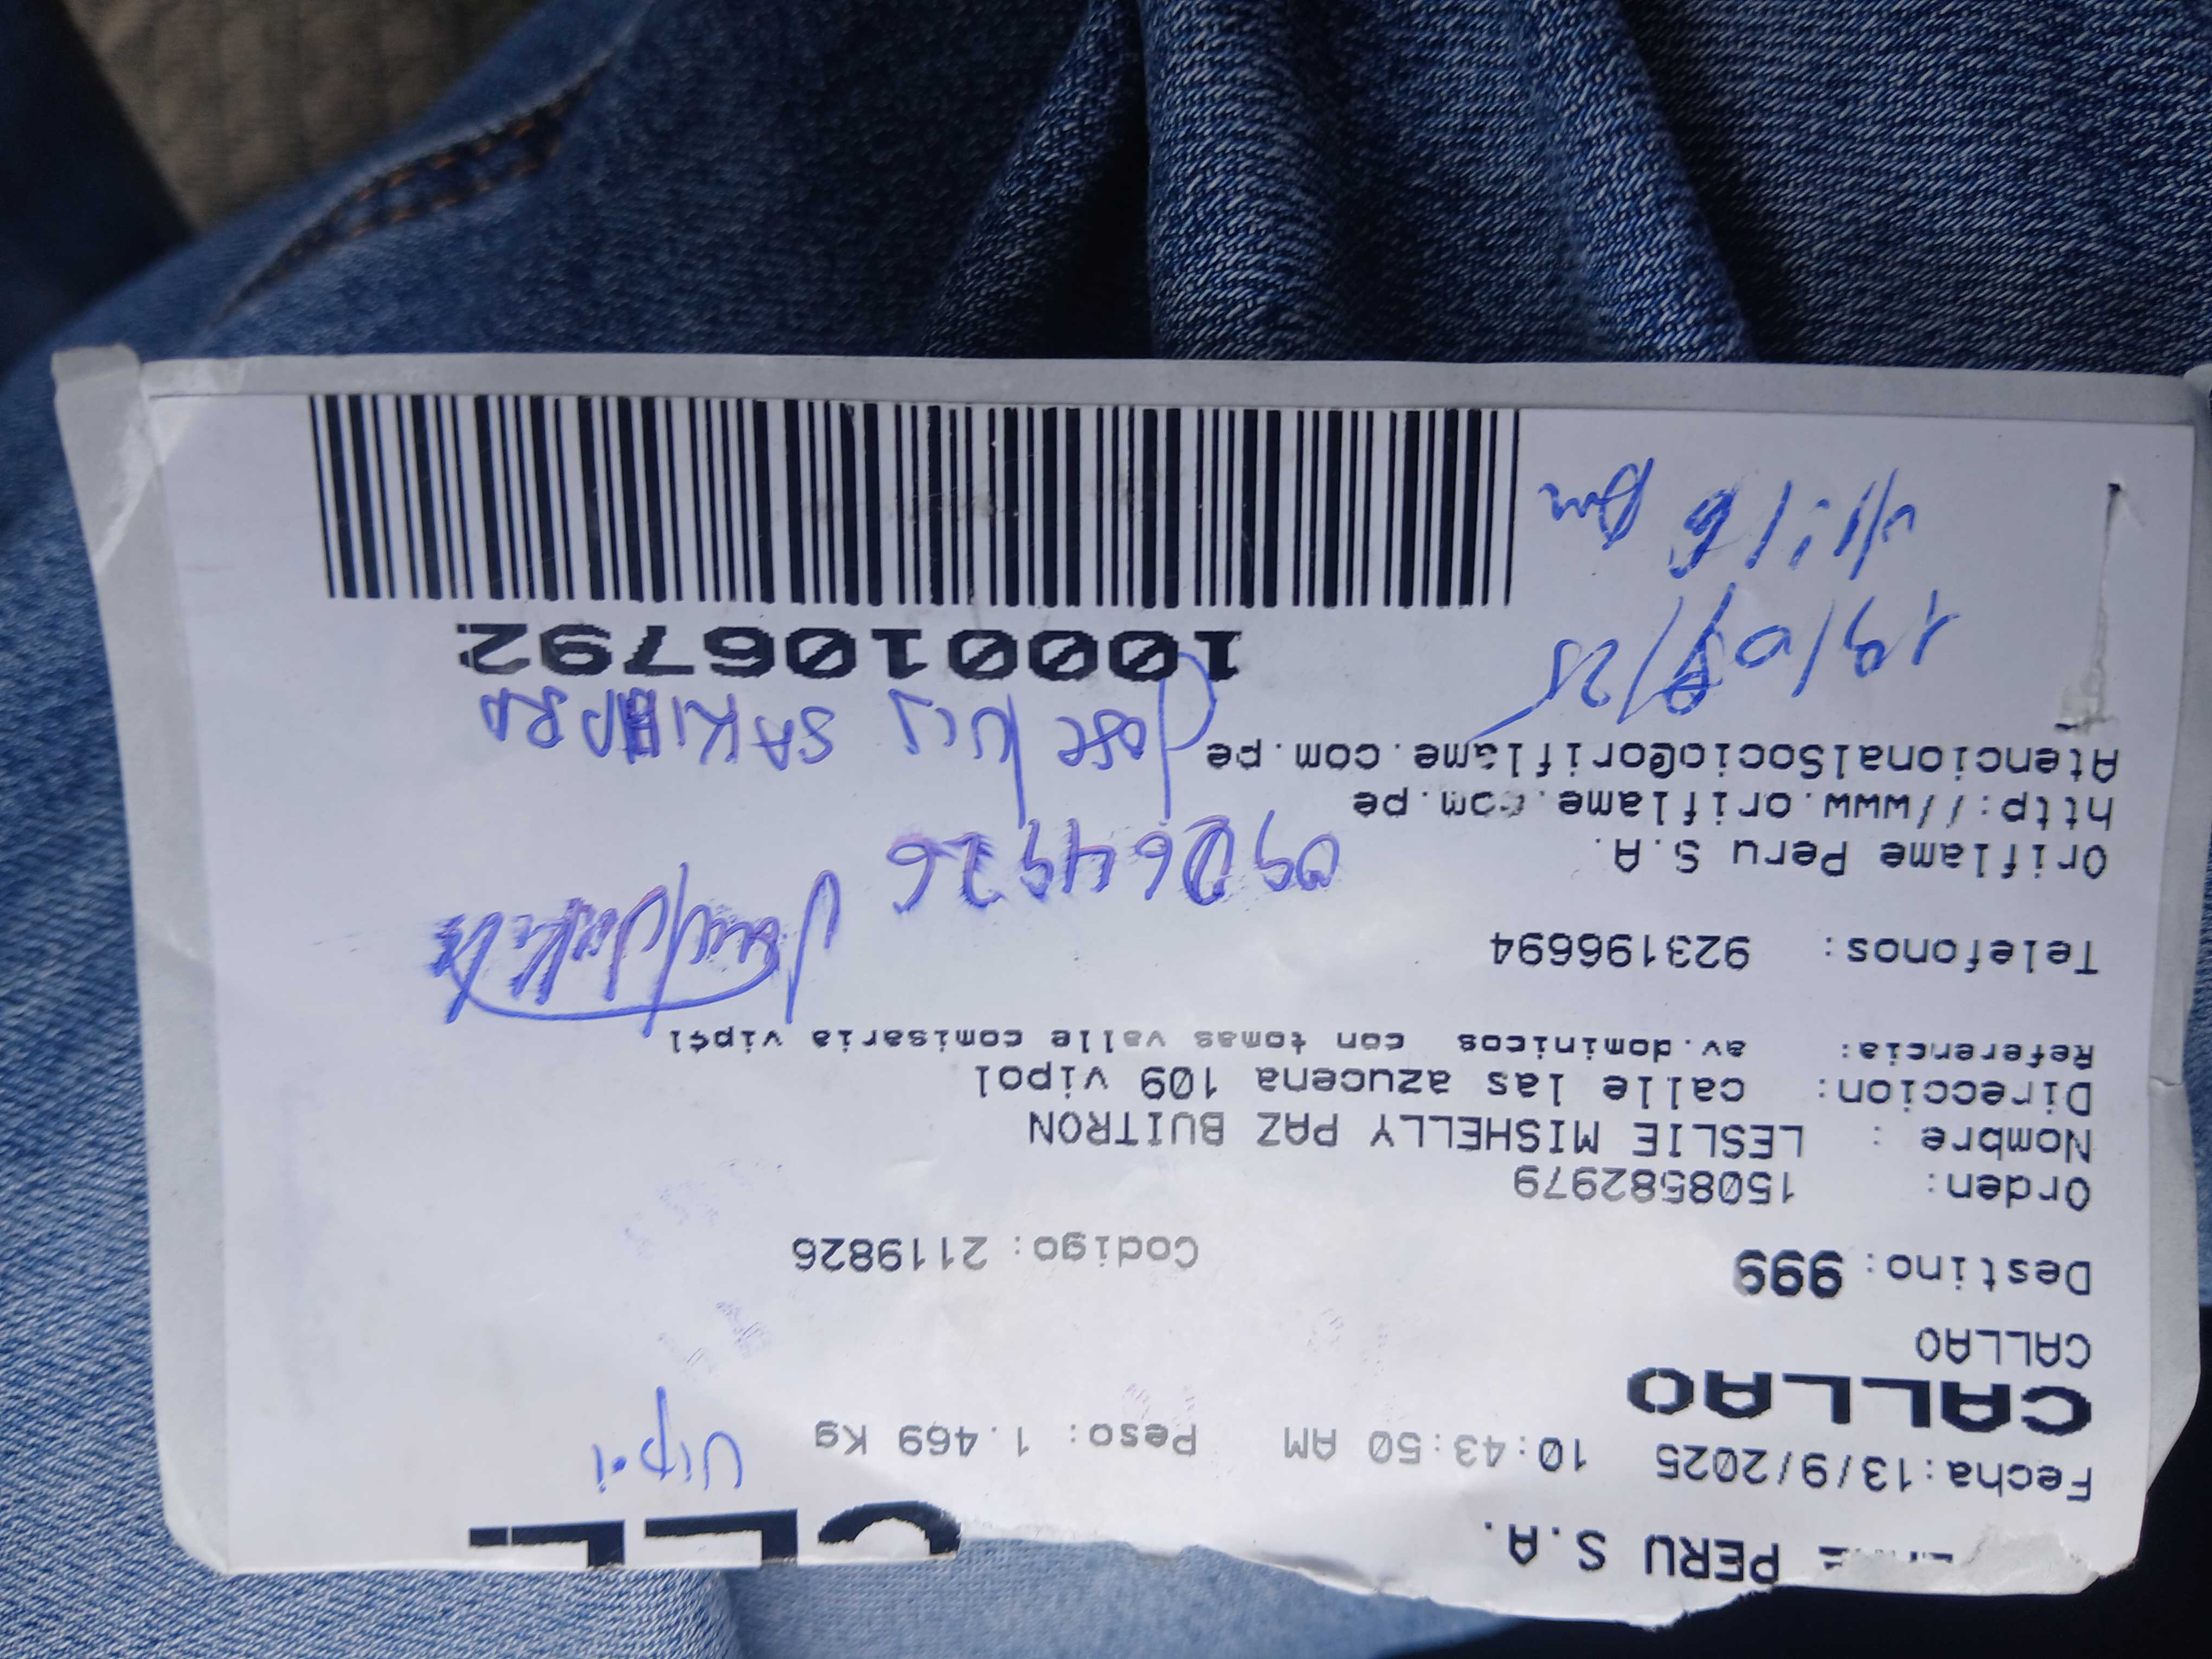 PERU S.A.
CLL
Fecha:13/9/2025 10:43:50 AM Peso: 1.469 Kg
CALLAO
CALLAO
Destino: 999 Codigo: 2119826
Orden: 1508582979
Nombre : LESLIE MISHELLY PAZ BUITRON
Direccion: calle las azucena 109 vipol
Referencia: av.dominicos con tomas valle comisaria vip¢l
Telefonos: 923196694
Oriflame Peru S.A.
http://www.oriflame.com.pe
AtencionalSocio@oriflame.com.pe
Jose
19/09/25
1000106792
pm